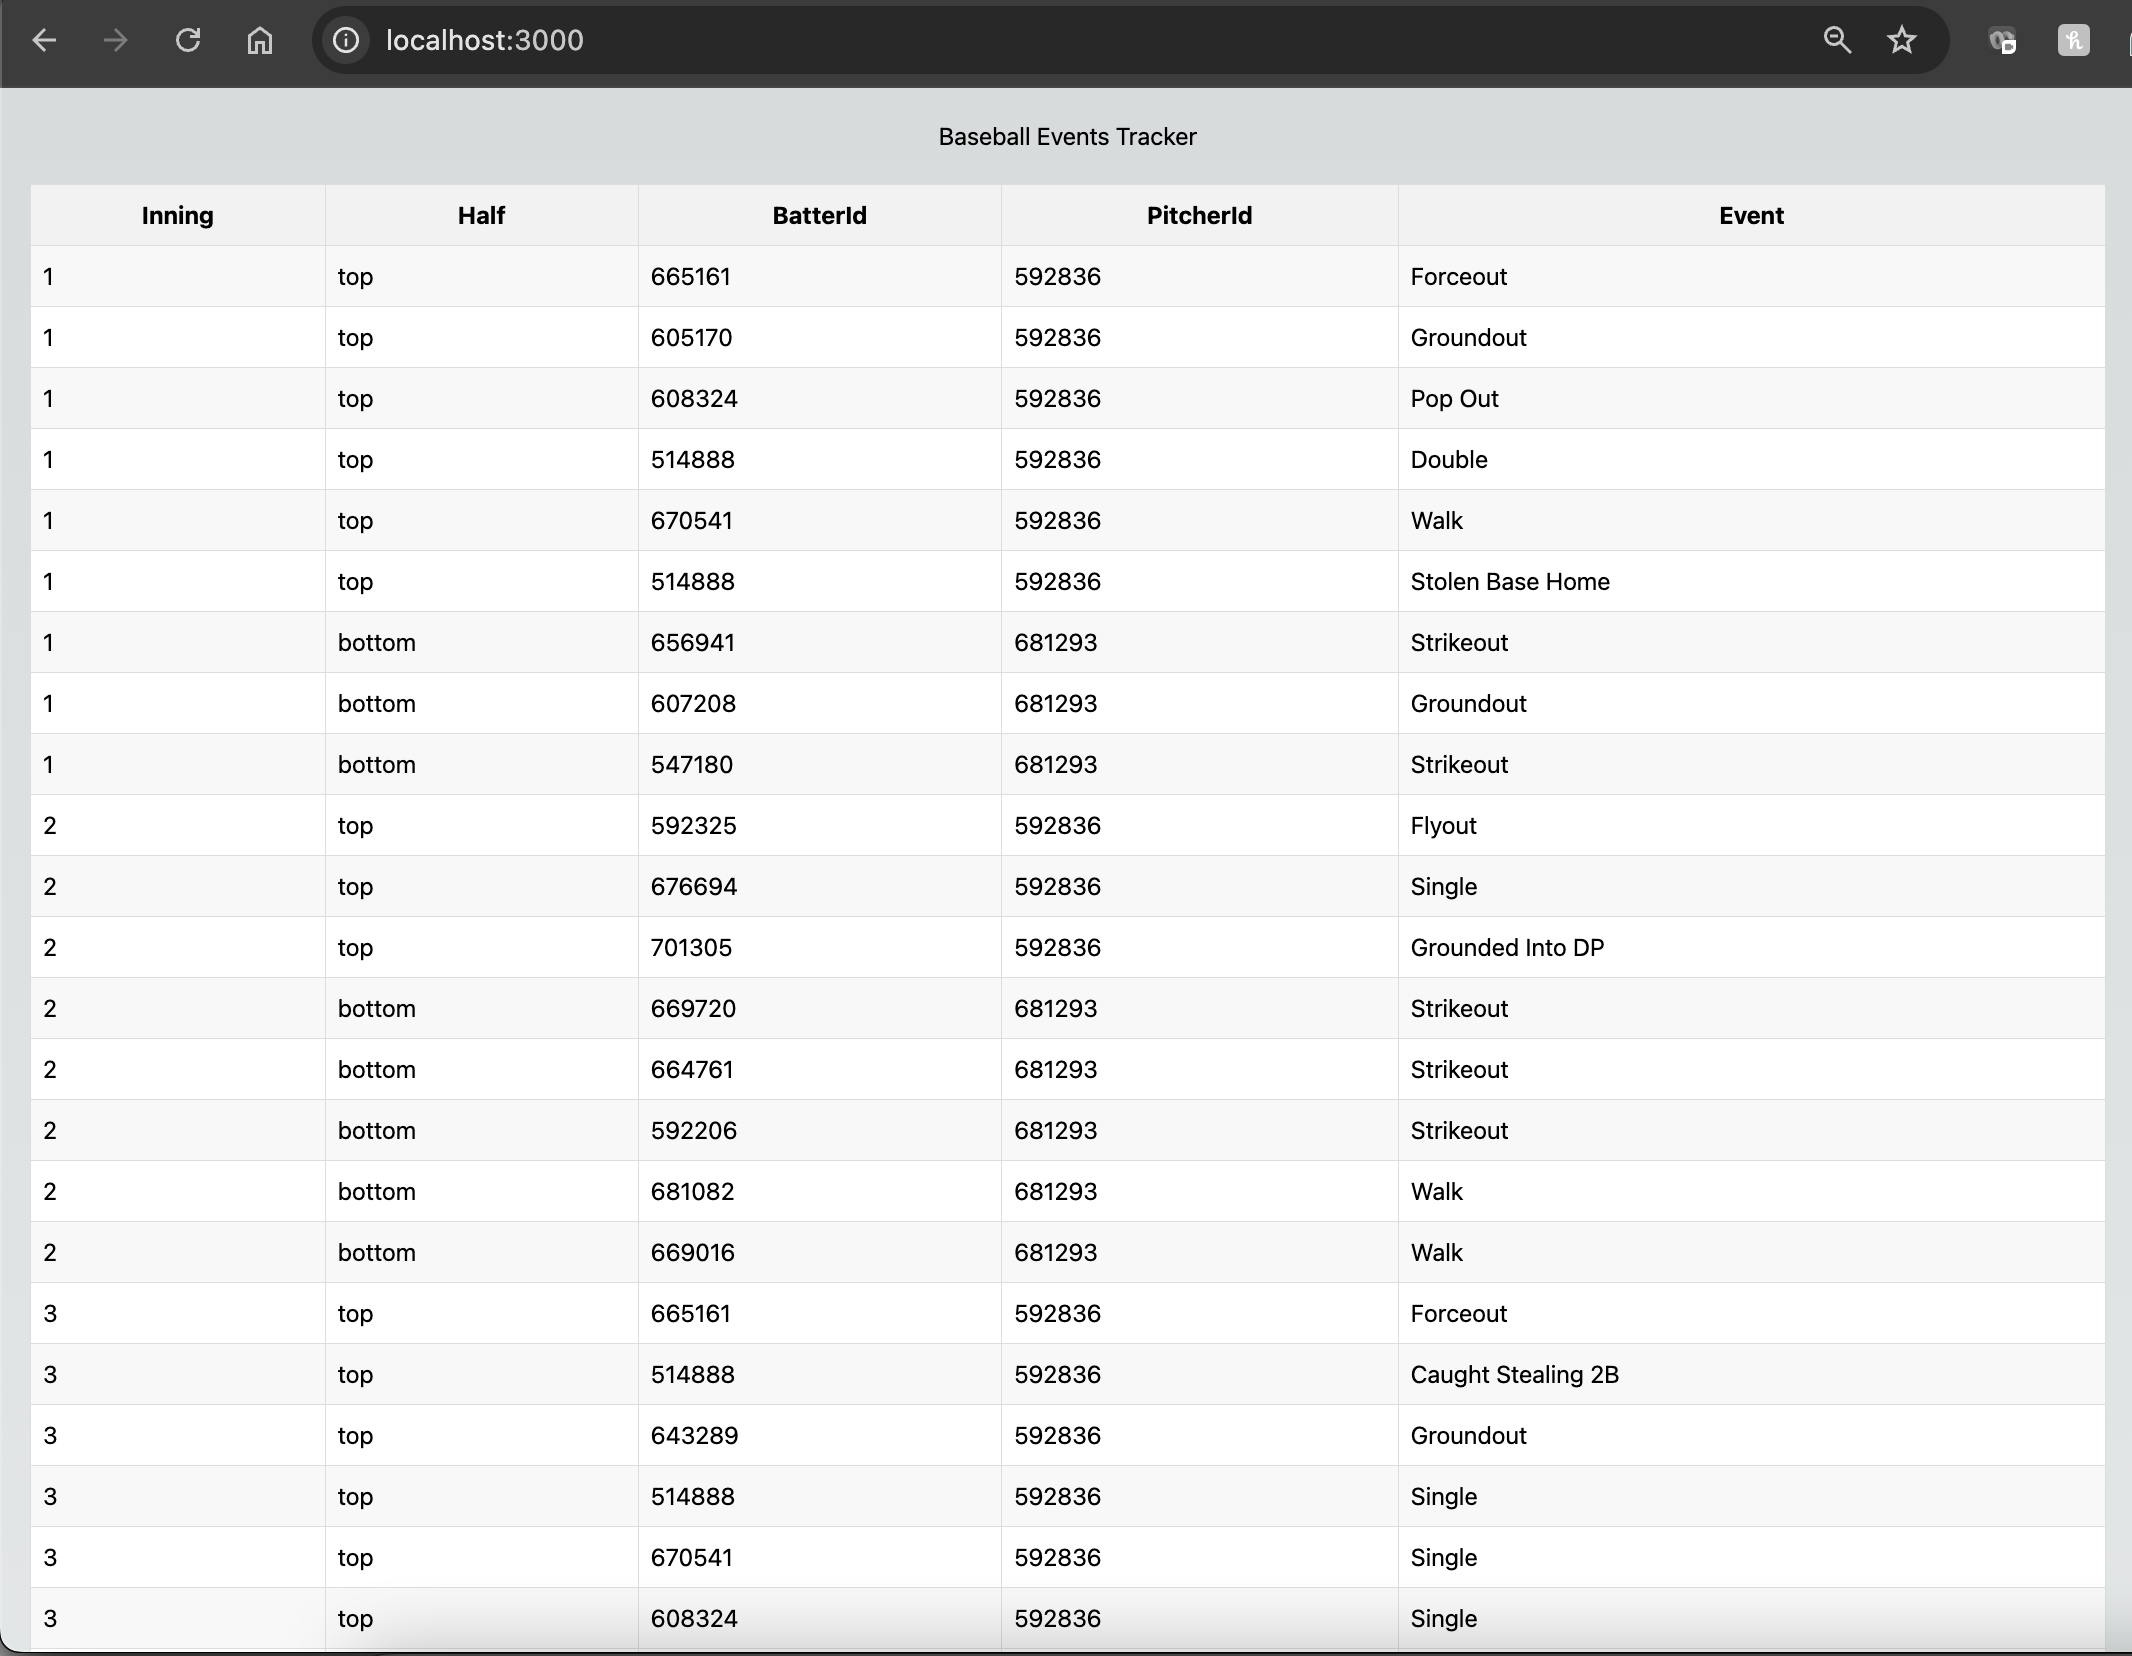 localhost:3000
Baseball Events Tracker
Inning Half BatterId PitcherId Event
1 top 665161 592836 Forceout
1 top 605170 592836 Groundout
1 top 608324 592836 Pop Out
1 top 514888 592836 Double
1 top 670541 592836 Walk
1 top 514888 592836 Stolen Base Home
1 bottom 656941 681293 Strikeout
1 bottom 607208 681293 Groundout
1 bottom 547180 681293 Strikeout
2 top 592325 592836 Flyout
2 top 676694 592836 Single
2 top 701305 592836 Grounded Into DP
2 bottom 669720 681293 Strikeout
2 bottom 664761 681293 Strikeout
2 bottom 592206 681293 Strikeout
2 bottom 681082 681293 Walk
2 bottom 669016 681293 Walk
3 top 665161 592836 Forceout
3 top 514888 592836 Caught Stealing 2B
3 top 643289 592836 Groundout
3 top 514888 592836 Single
3 top 670541 592836 Single
3 top 608324 592836 Single